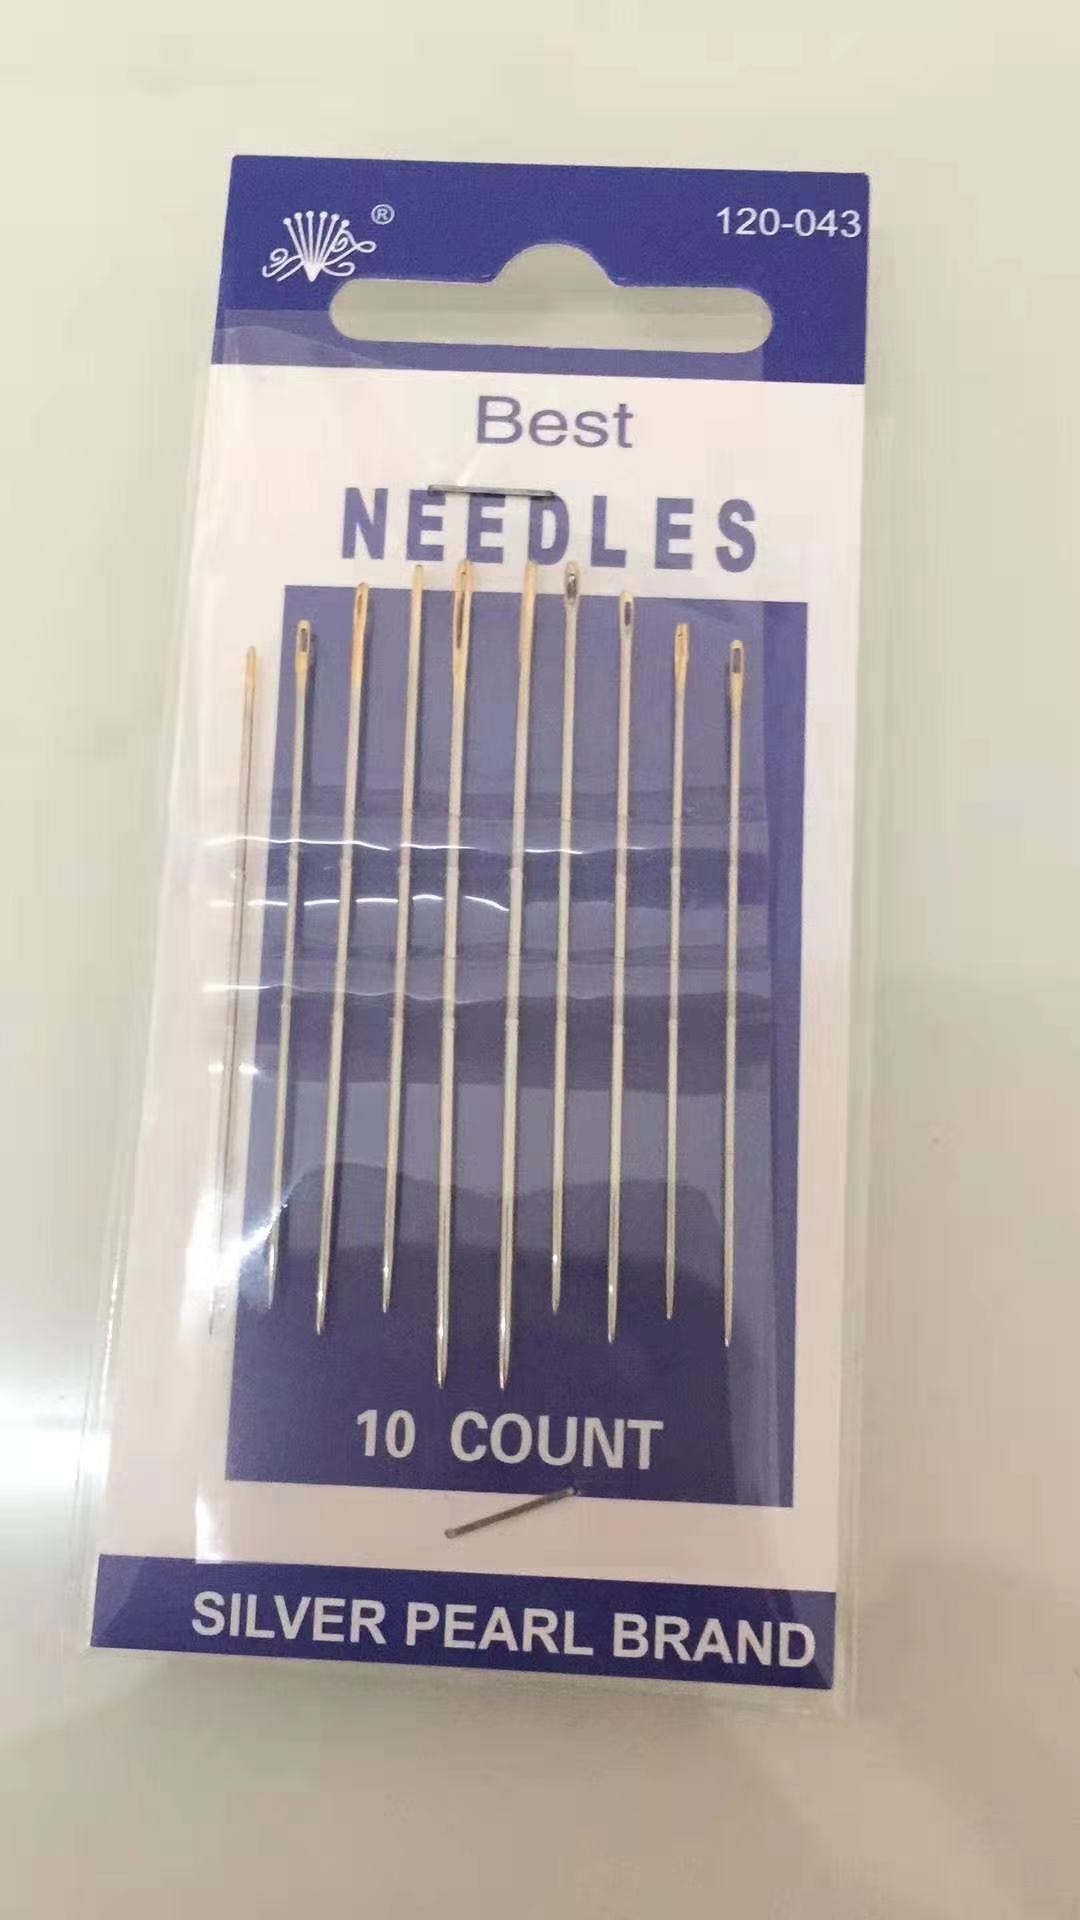 ®
120-043
Best
NEEDLES
10 COUNT
SILVER PEARL BRAND